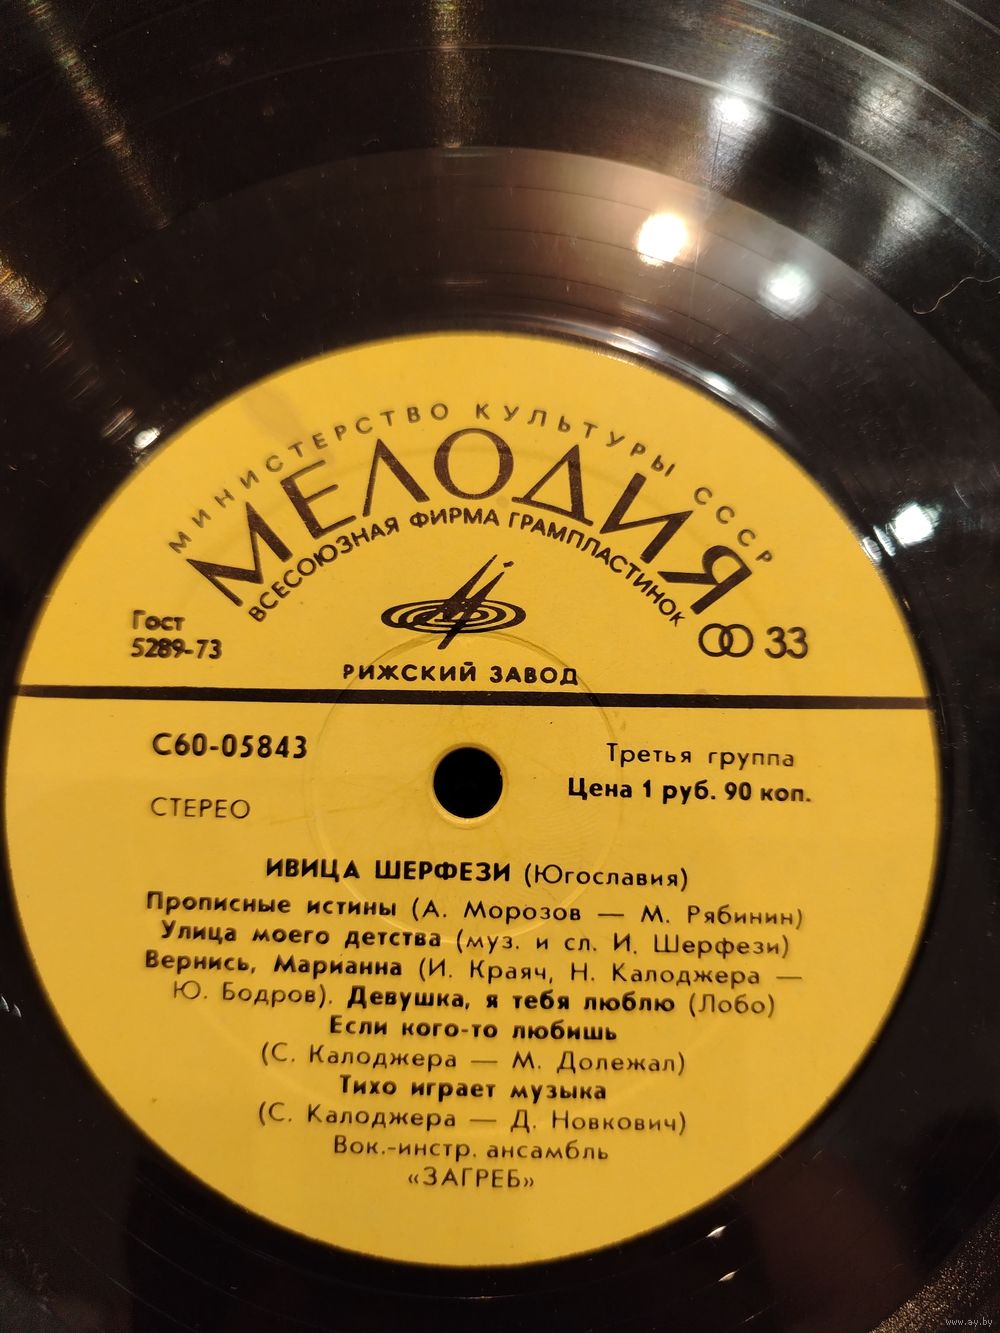 МИНИСТЕРСТВО КУЛЬТУРЫ СССР
МЕЛОДИЯ
ВСЕСОЮЗНАЯ ФИРМА ГРАМПЛАСТИНОК
Гост
5289-73
33
РИЖСКИЙ ЗАВОД
С60-05843
Третья группа
Цена 1 руб. 90 коп.
СТЕРЕО
ИВИЦА ШЕРФЕЗИ (Югославия)
Прописные истины (А. Морозов — М. Рябинин)
Улица моего детства (муз. и сл. И. Шерфези)
Вернись, Марианна (И. Краяч, Н. Калоджера —
Ю. Бодров). Девушка, я тебя люблю (Лобо)
Если кого-то любишь
(С. Калоджера — М. Долежал)
Тихо играет музыка
(С. Калоджера — Д. Новкович)
Вок.-инстр. ансамбль
«ЗАГРЕБ»
www.ay.by